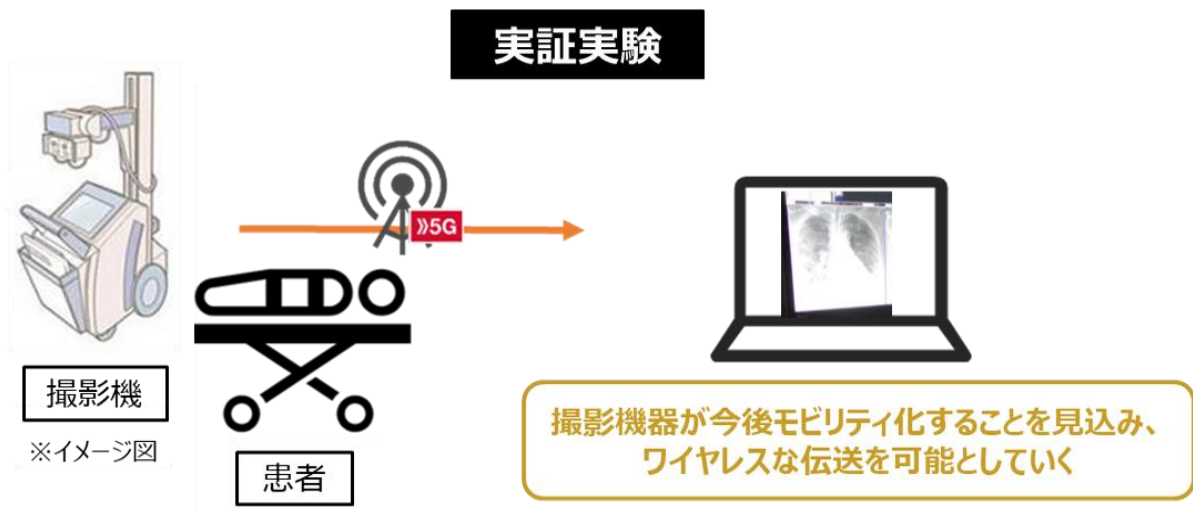 実証実験
》5G
撮影機
※イメージ図
患者
撮影機器が今後モビリティ化することを見込み、
ワイヤレスな伝送を可能としていく